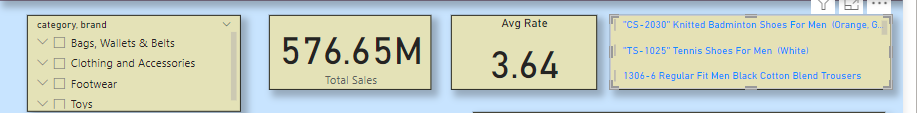 category, brand
Bags, Wallets & Belts
Clothing and Accessories
Footwear
Toys
576.65M
Total Sales
Avg Rate
3.64
"CS-2030" Knitted Badminton Shoes For Men (Orange, G...
"TS-1025" Tennis Shoes For Men (White)
1306-6 Regular Fit Men Black Cotton Blend Trousers